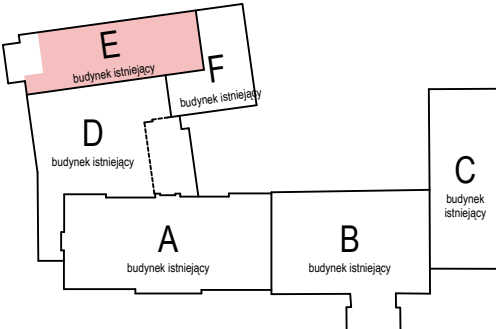 E
budynek istniejący
F
budynek istniejący
D
budynek istniejący
C
budynek
istniejący
A
budynek istniejący
B
budynek istniejący